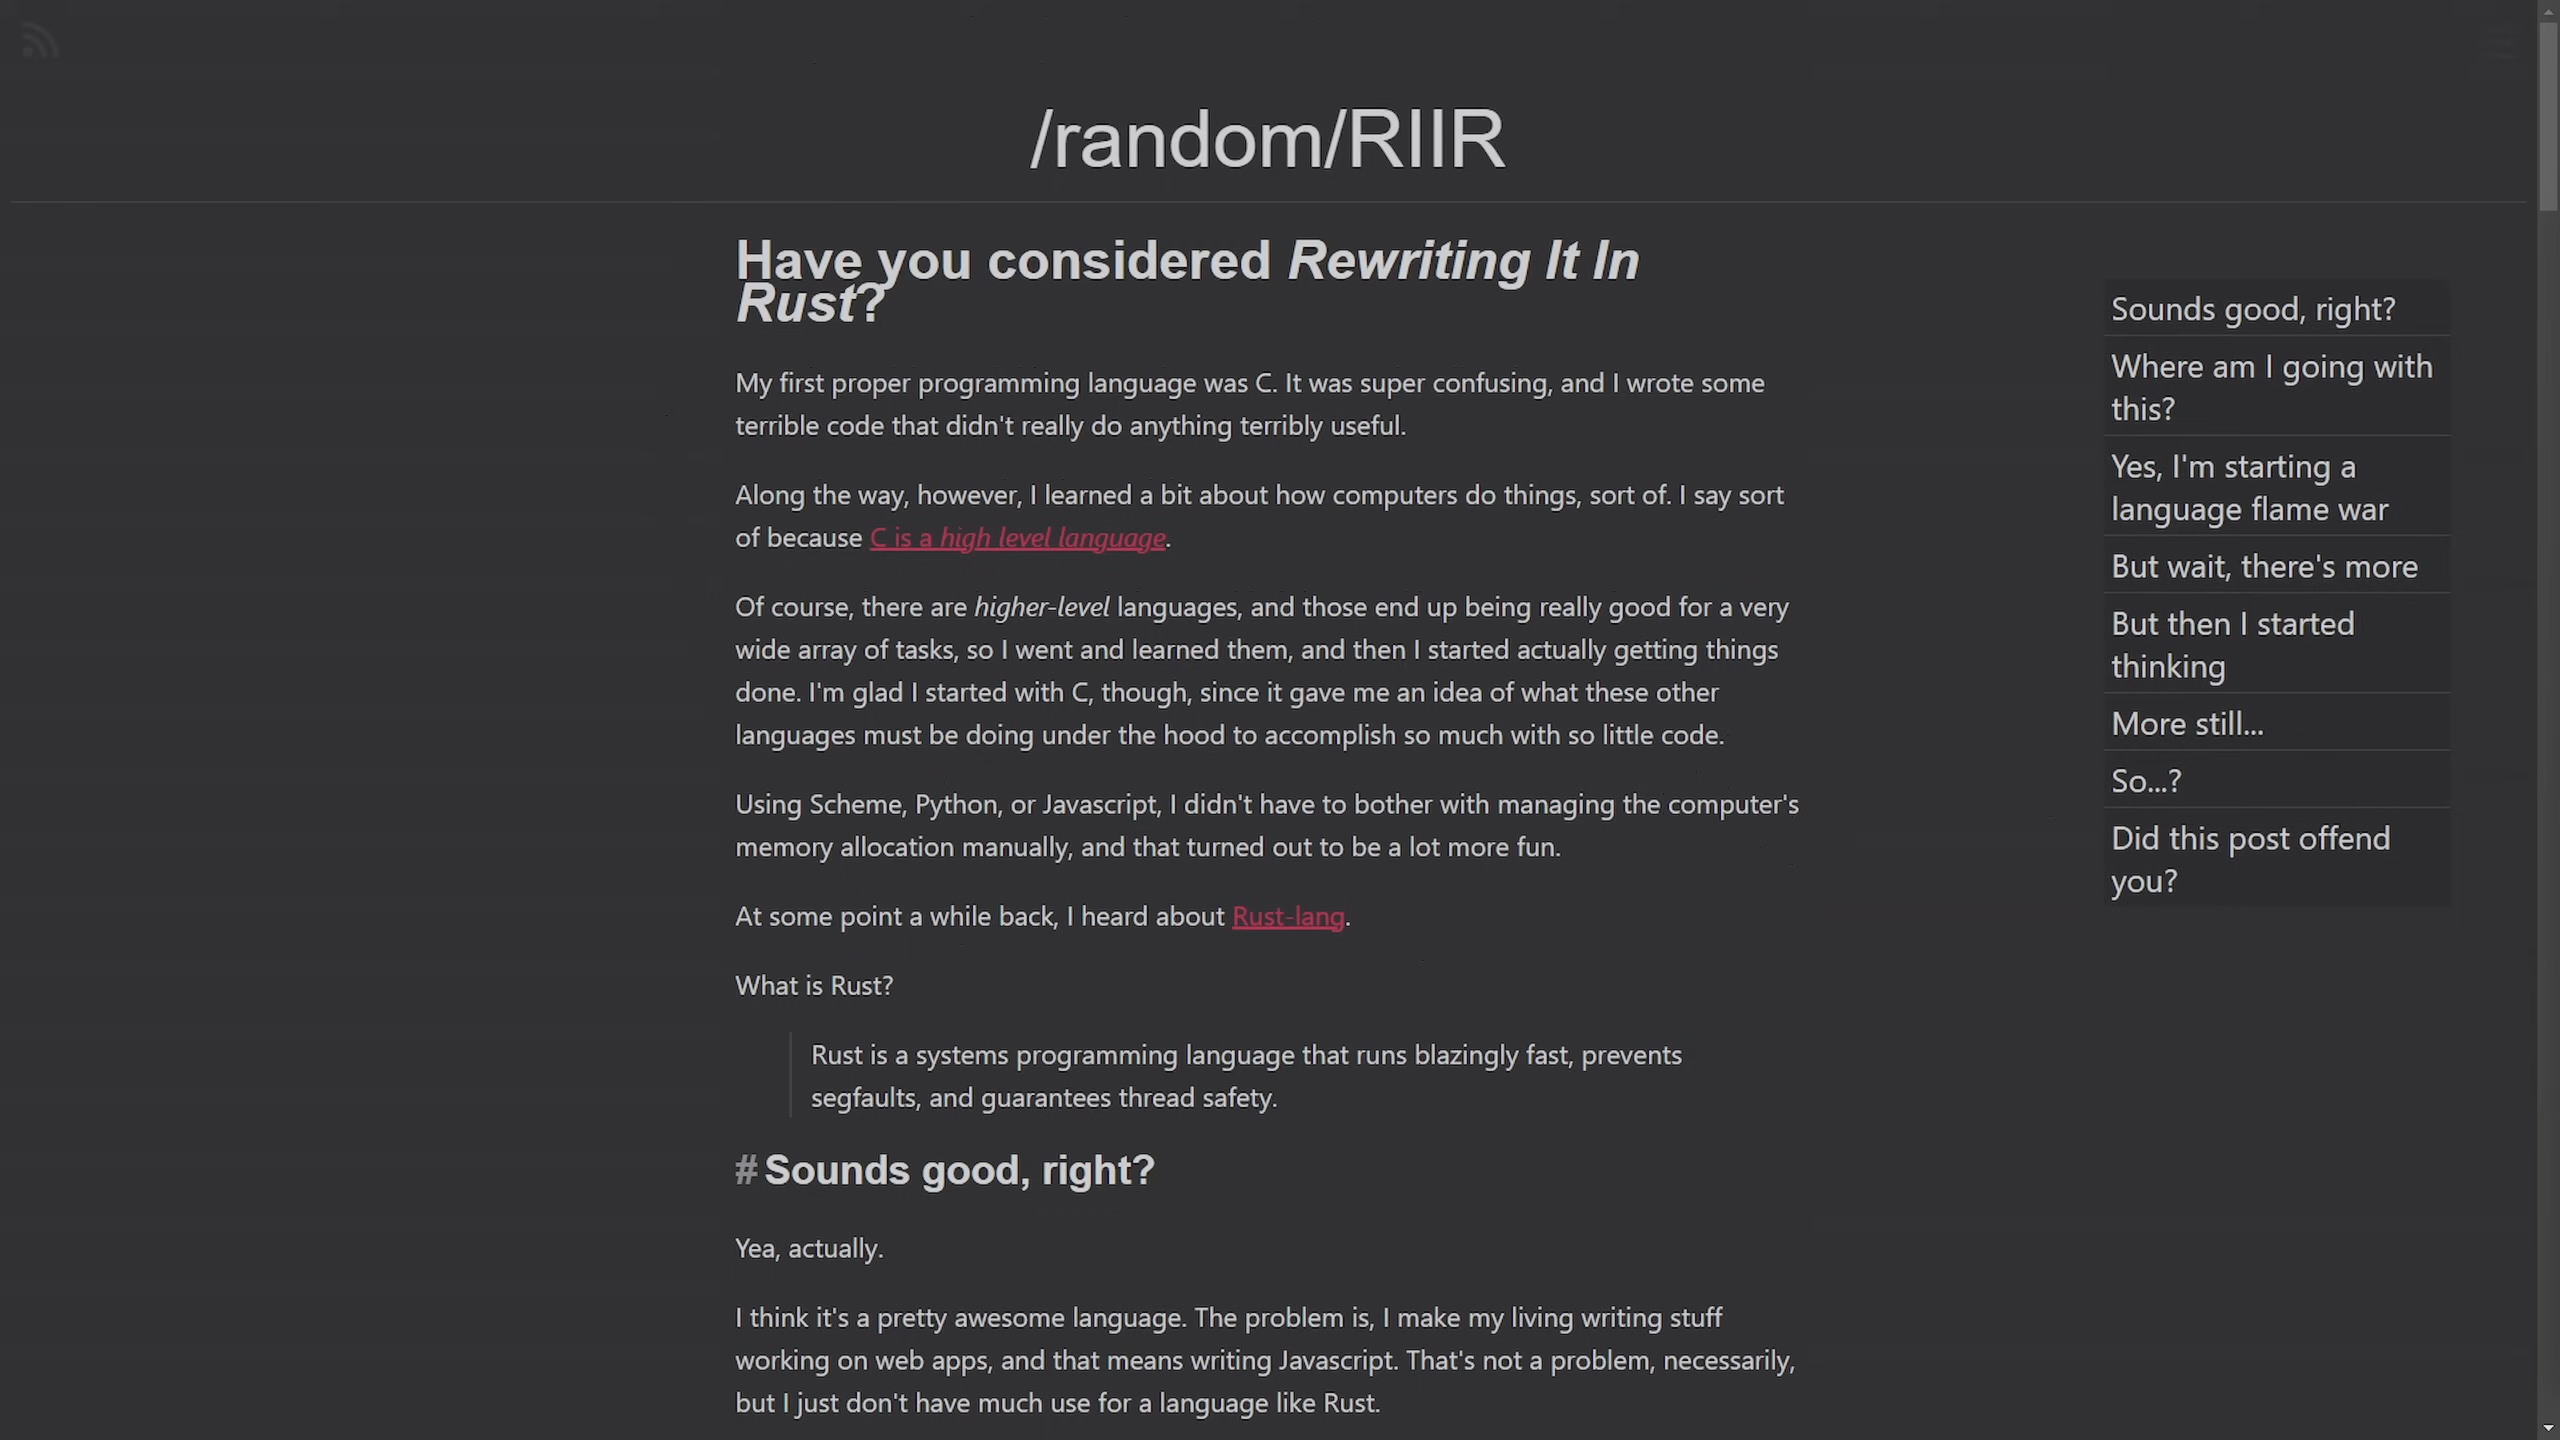 /random/RIIR
Have you considered Rewriting It In
Rust?
My first proper programming language was C. It was super confusing, and I wrote some
terrible code that didn't really do anything terribly useful.
Along the way, however, I learned a bit about how computers do things, sort of. I say sort
of because C is a high level language.
Of course, there are higher-level languages, and those end up being really good for a very
wide array of tasks, so I went and learned them, and then I started actually getting things
done. I'm glad I started with C, though, since it gave me an idea of what these other
languages must be doing under the hood to accomplish so much with so little code.
Using Scheme, Python, or Javascript, I didn't have to bother with managing the computer's
memory allocation manually, and that turned out to be a lot more fun.
At some point a while back, I heard about Rust-lang.
What is Rust?
Rust is a systems programming language that runs blazingly fast, prevents
segfaults, and guarantees thread safety.
# Sounds good, right?
Yea, actually.
I think it's a pretty awesome language. The problem is, I make my living writing stuff
working on web apps, and that means writing Javascript. That's not a problem, necessarily,
but I just don't have much use for a language like Rust.
Sounds good, right?
Where am I going with
this?
Yes, I'm starting a
language flame war
But wait, there's more
But then I started
thinking
More still...
So...?
Did this post offend
you?